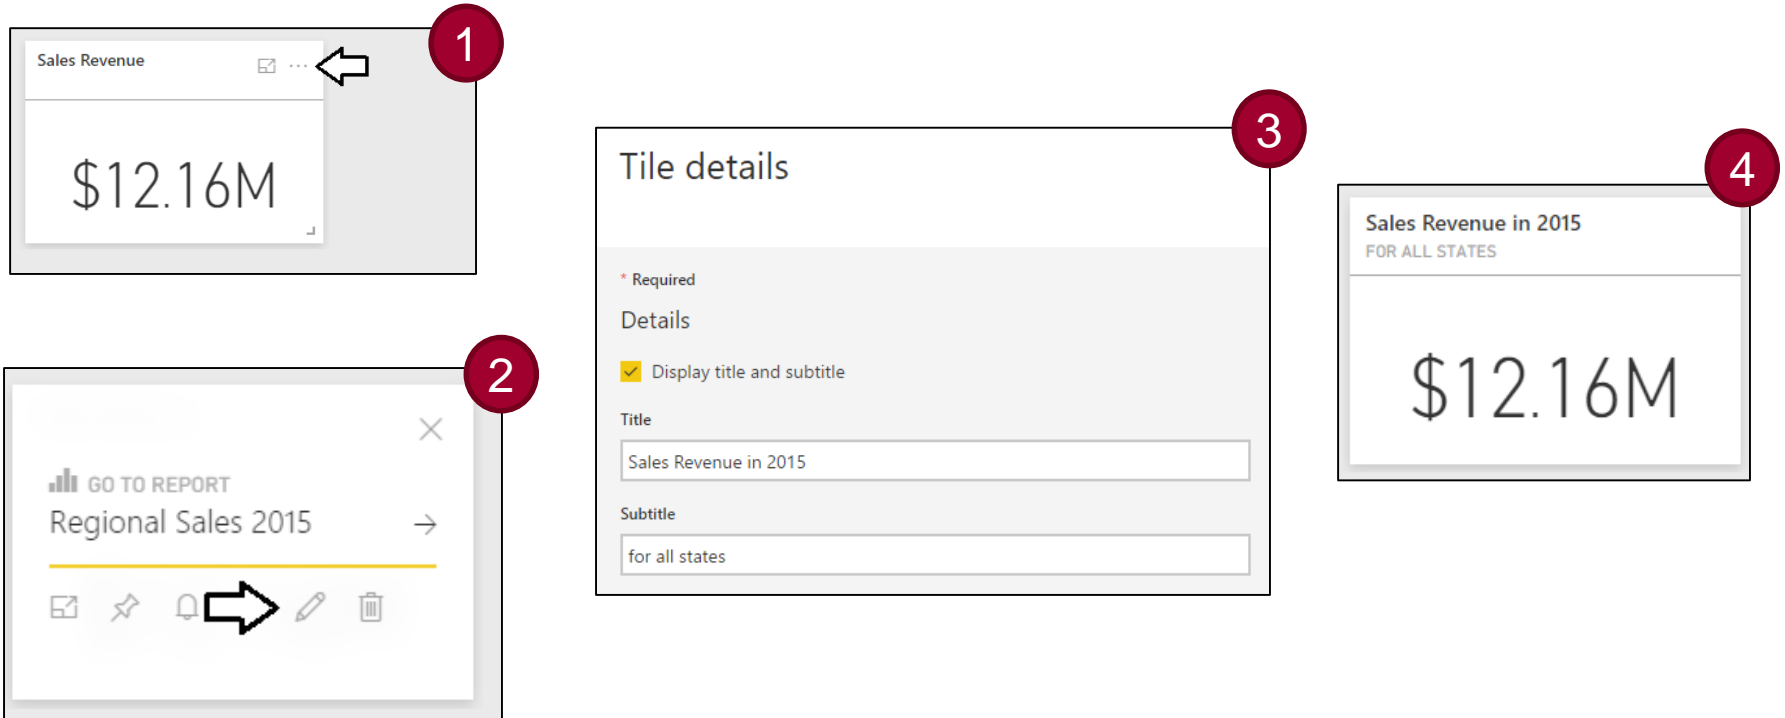 1
Sales Revenue
$12.16M
2
GO TO REPORT
Regional Sales 2015
3
Tile details
* Required
Details
Display title and subtitle
Title
Sales Revenue in 2015
Subtitle
for all states
4
Sales Revenue in 2015
FOR ALL STATES
$12.16M